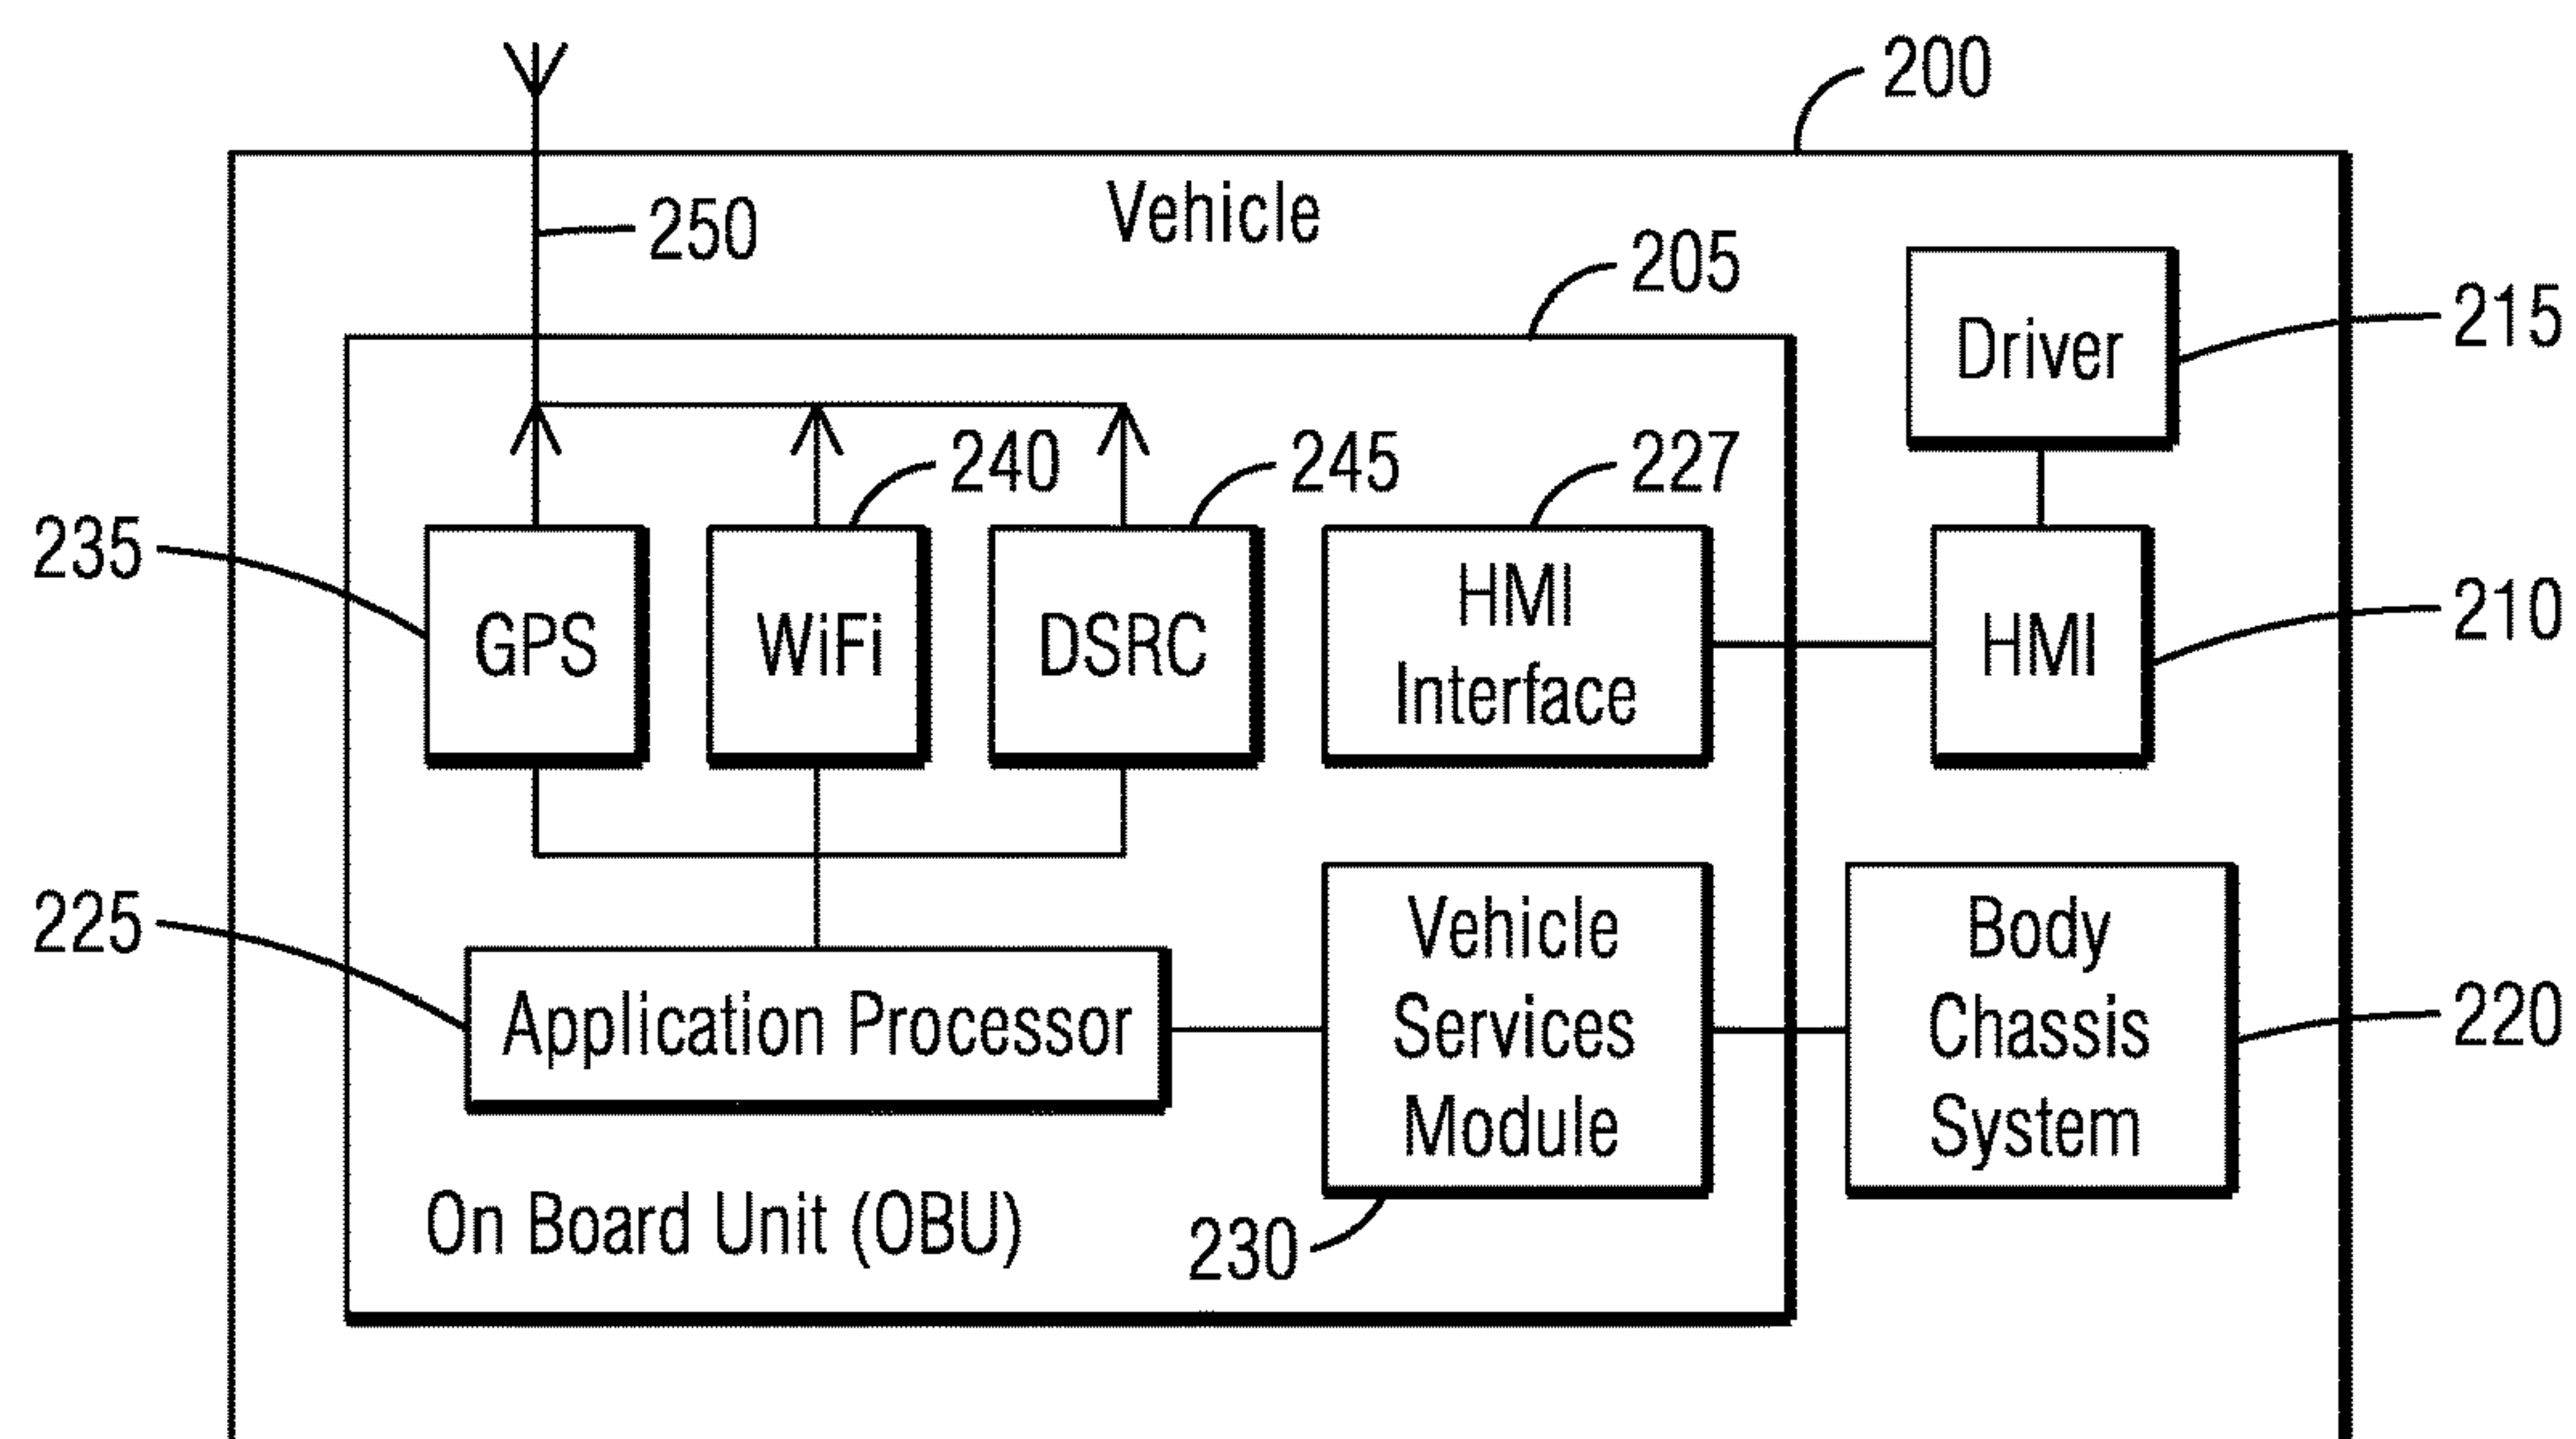 200
Vehicle
250
205
Driver
215
240
245
227
235
GPS
WiFi
DSRC
HMI
Interface
HMI
210
225
Application Processor
Vehicle
Services
Module
Body
Chassis
System
220
On Board Unit (OBU)
230